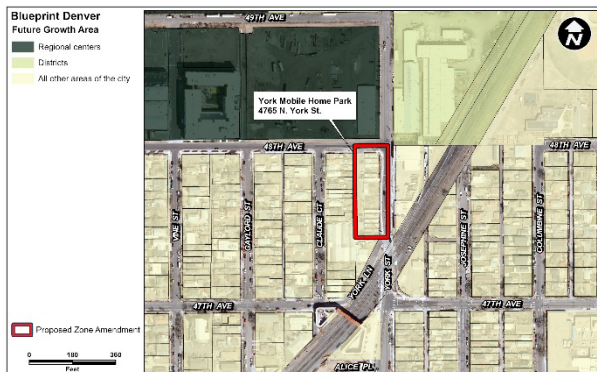 Blueprint Denver
Future Growth Area
Regional centers
Districts
All other areas of the city
49TH AVE
N
York Mobile Home Park
4765 N. York St.
48TH AVE
48TH AVE
VINE ST
GAYLORD ST
CLAUDE CT
JOSEPHINE ST
COLUMBINE ST
YORK LN
YORK ST
47TH AVE
47TH AVE
ALICE PL
Proposed Zone Amendment
0 180 360
Feet